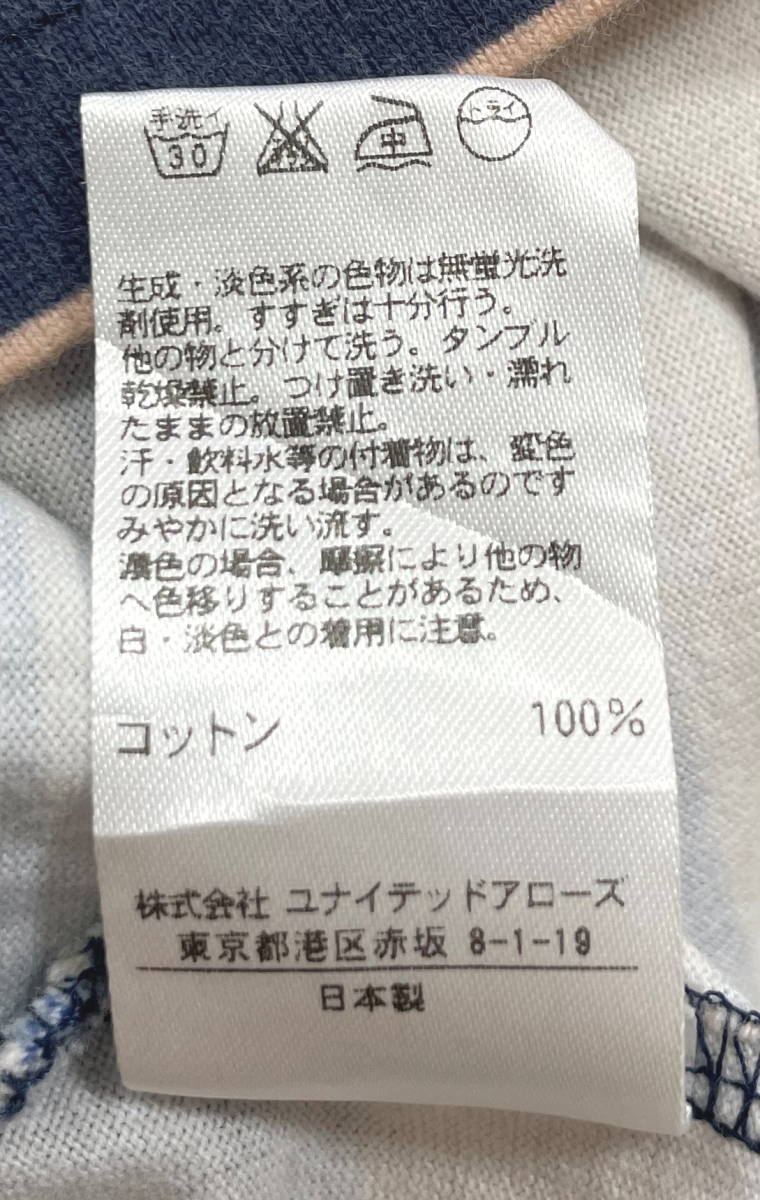 手洗イ
30
中
ドライ
生成・淡色系の色物は無蛍光洗
剤使用。すすぎは十分行う。
他の物と分けて洗う。タンブル
乾燥禁止。つけ置き洗い・濡れ
たままの放置禁止。
汗・飲料水等の付着物は、変色
の原因となる場合があるのです
みやかに洗い流す。
濃色の場合、摩擦により他の物
へ色移りすることがあるため、
白・淡色との着用に注意。
コットン 100%
株式会社 ユナイテッドアローズ
東京都港区赤坂 8-1-19
日本製